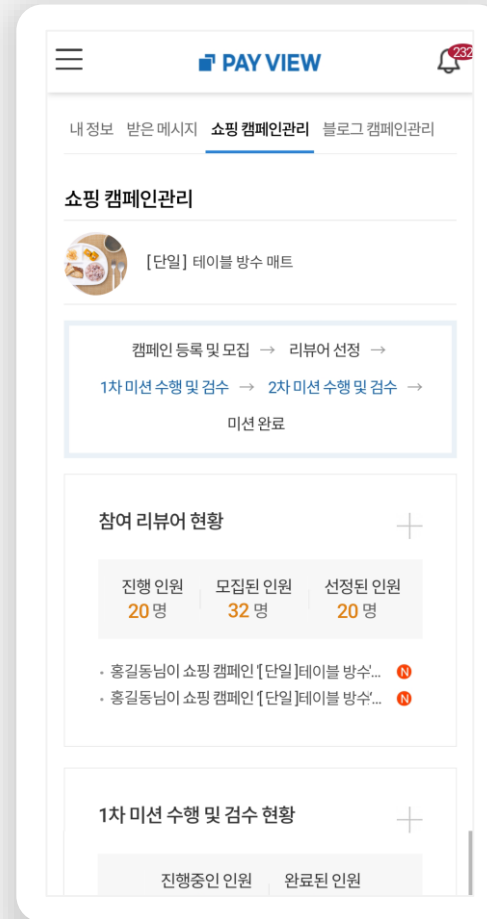 PAY VIEW
232
내 정보 받은 메시지 쇼핑 캠페인관리 블로그 캠페인관리
쇼핑 캠페인관리
[단일] 테이블 방수 매트
캠페인 등록 및 모집 → 리뷰어 선정 →
1차 미션 수행 및 검수 → 2차 미션 수행 및 검수 →
미션 완료
참여 리뷰어 현황
진행 인원 모집된 인원 선정된 인원
20 명 32 명 20 명
· 홍길동님이 쇼핑 캠페인 '[단일]테이블 방수'... N
· 홍길동님이 쇼핑 캠페인 '[단일]테이블 방수'... N
1차 미션 수행 및 검수 현황
진행중인 인원 완료된 인원